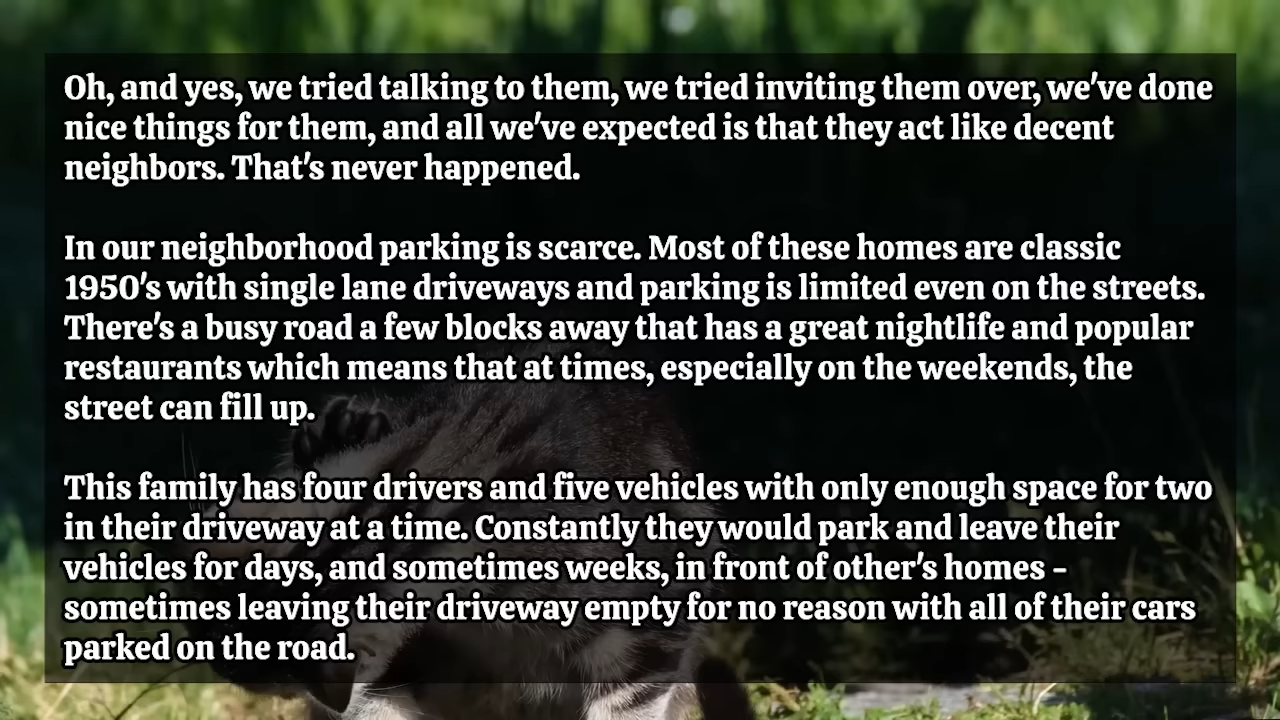 Oh, and yes, we tried talking to them, we tried inviting them over, we've done
nice things for them, and all we've expected is that they act like decent
neighbors. That's never happened.
In our neighborhood parking is scarce. Most of these homes are classic
1950's with single lane driveways and parking is limited even on the streets.
There's a busy road a few blocks away that has a great nightlife and popular
restaurants which means that at times, especially on the weekends, the
street can fill up.
This family has four drivers and five vehicles with only enough space for two
in their driveway at a time. Constantly they would park and leave their
vehicles for days, and sometimes weeks, in front of other's homes -
sometimes leaving their driveway empty for no reason with all of their cars
parked on the road.